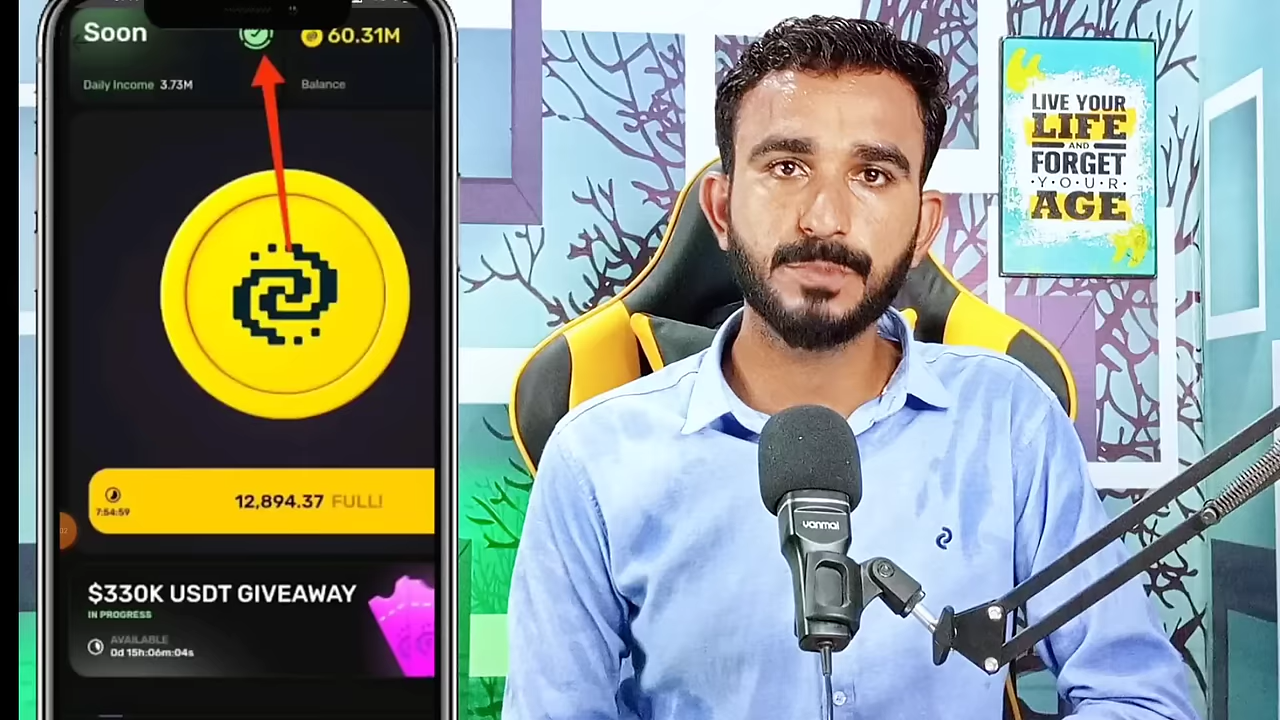 Soon
60.31M
Daily Income 3.73M
Balance
12,894.37 FULL!
7:54:59
$330K USDT GIVEAWAY
IN PROGRESS
AVAILABLE
0d 15h:06m:04s
LIVE YOUR
LIFE
AND
FORGET
·Y·O·U·R·
AGE
vanmai